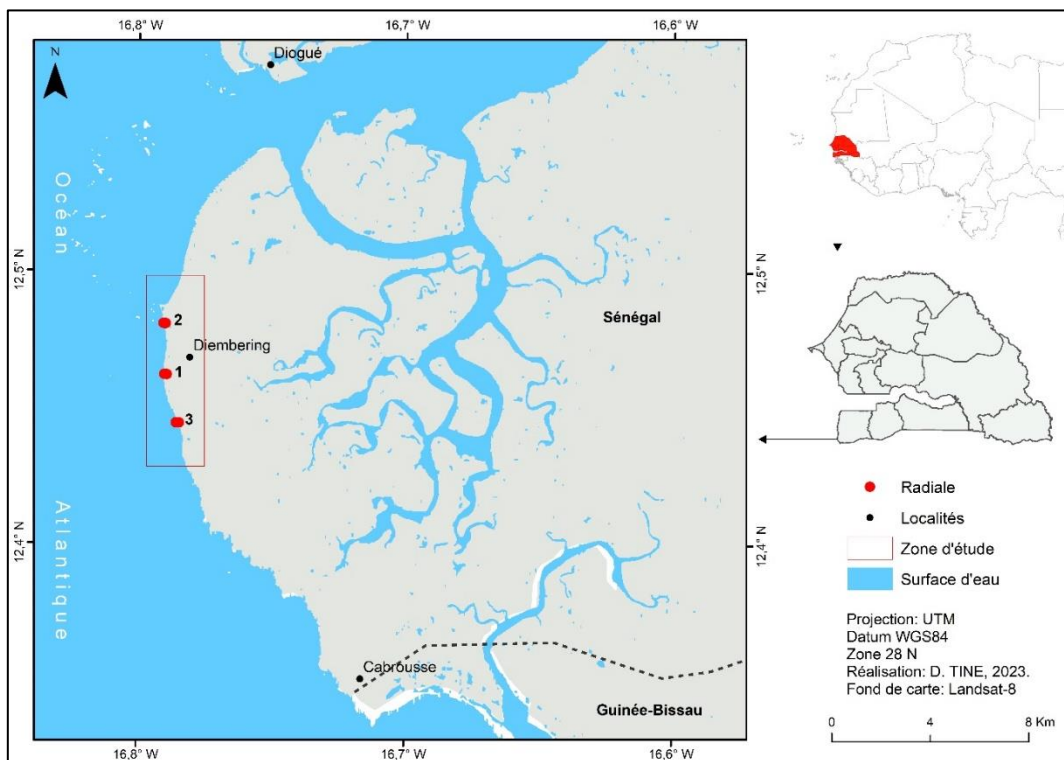 16,8° W
16,7° W
16,6° W
N
Diogué
Océan
12,5° N
12,5° N
Sénégal
2
Diembering
1
3
Atlantique
12,4° N
12,4° N
Cabrousse
Guinée-Bissau
16,8° W
16,7° W
16,6° W
Radiale
Localités
Zone d'étude
Surface d'eau
Projection: UTM
Datum WGS84
Zone 28 N
Réalisation: D. TINE, 2023.
Fond de carte: Landsat-8
0 4 8 Km